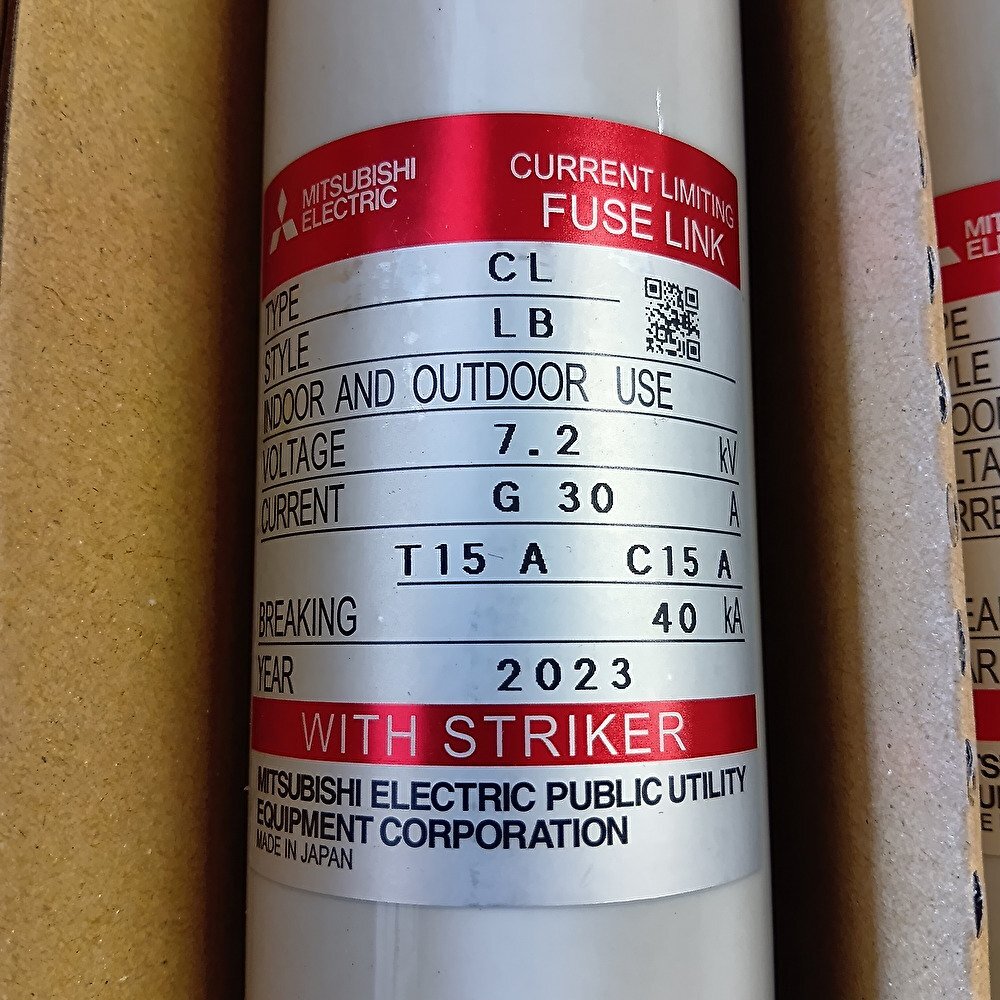 MITSUBISHI
ELECTRIC
CURRENT LIMITING
FUSE LINK
TYPE CL
STYLE LB
INDOOR AND OUTDOOR USE
VOLTAGE 7.2 kV
CURRENT G 30 A
T15 A C15 A
BREAKING 40 kA
YEAR 2023
WITH STRIKER
MITSUBISHI ELECTRIC PUBLIC UTILITY
EQUIPMENT CORPORATION
MADE IN JAPAN